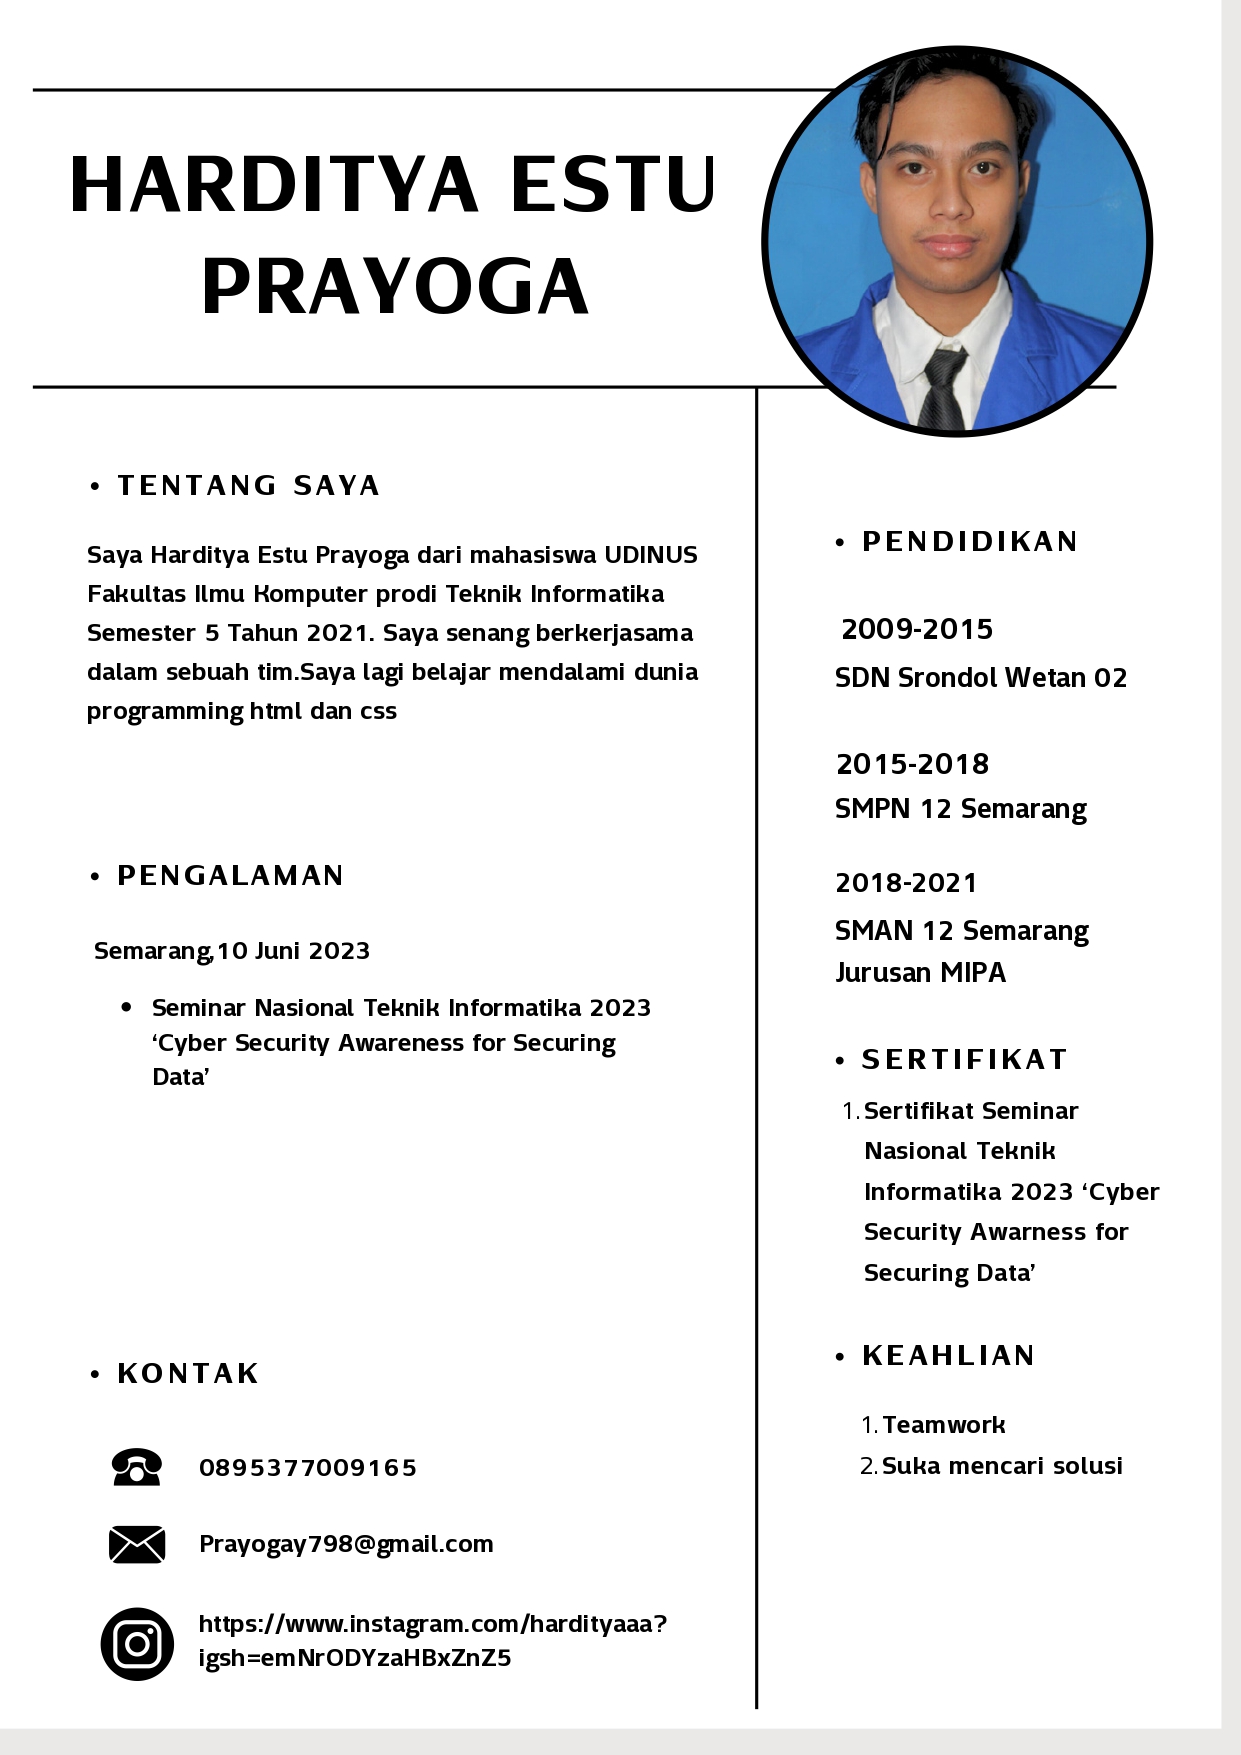 HARDITYA ESTU
PRAYOGA
• TENTANG SAYA
Saya Harditya Estu Prayoga dari mahasiswa UDINUS
Fakultas Ilmu Komputer prodi Teknik Informatika
Semester 5 Tahun 2021. Saya senang berkerjasama
dalam sebuah tim.Saya lagi belajar mendalami dunia
programming html dan css
• PENGALAMAN
Semarang,10 Juni 2023
• Seminar Nasional Teknik Informatika 2023
‘Cyber Security Awareness for Securing
Data’
• KONTAK
0895377009165
Prayogay798@gmail.com
https://www.instagram.com/hardityaaa?
igsh=emNrODYzaHBxZnZ5
• PENDIDIKAN
2009-2015
SDN Srondol Wetan 02
2015-2018
SMPN 12 Semarang
2018-2021
SMAN 12 Semarang
Jurusan MIPA
• SERTIFIKAT
1. Sertifikat Seminar
Nasional Teknik
Informatika 2023 ‘Cyber
Security Awarness for
Securing Data’
• KEAHLIAN
1. Teamwork
2. Suka mencari solusi